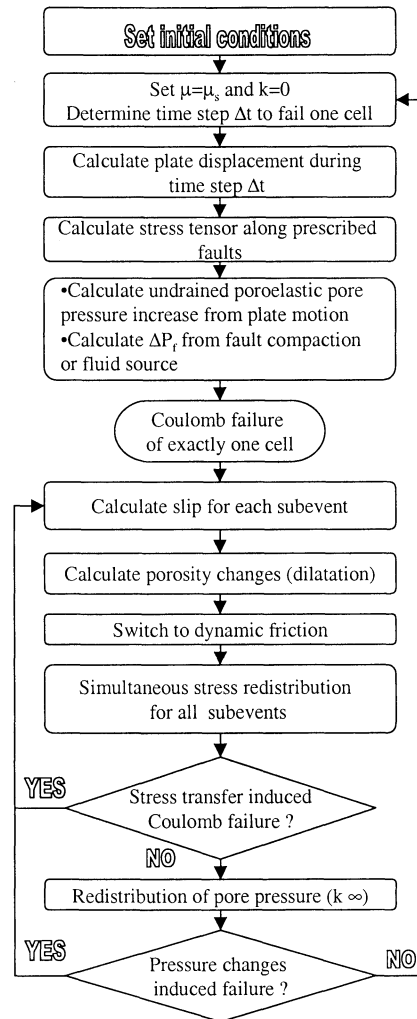 Set initial conditions
Set μ=μs and k=0
Determine time step Δt to fail one cell
Calculate plate displacement during
time step Δt
Calculate stress tensor along prescribed
faults
•Calculate undrained poroelastic pore
pressure increase from plate motion
•Calculate ΔPf from fault compaction
or fluid source
Coulomb failure
of exactly one cell
Calculate slip for each subevent
Calculate porosity changes (dilatation)
Switch to dynamic friction
Simultaneous stress redistribution
for all subevents
YES
Stress transfer induced
Coulomb failure ?
NO
Redistribution of pore pressure (k ∞)
YES
Pressure changes
induced failure ?
NO